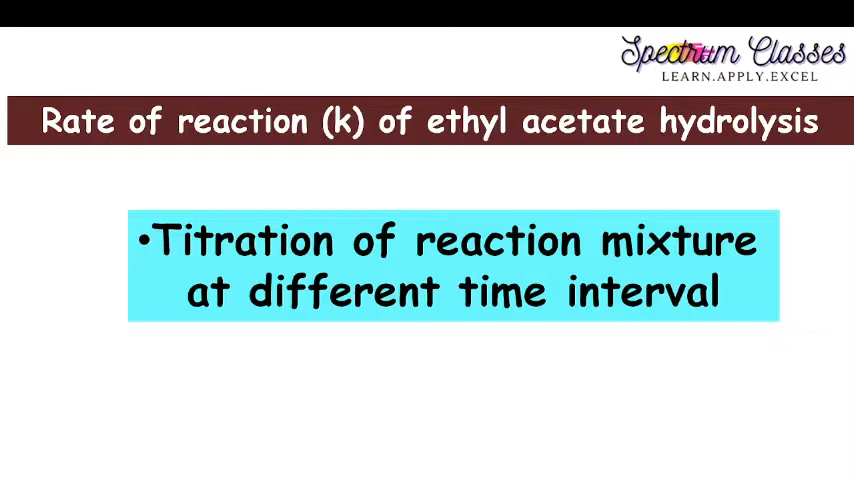 Spectrum Classes
LEARN.APPLY.EXCEL
Rate of reaction (k) of ethyl acetate hydrolysis
•Titration of reaction mixture
at different time interval